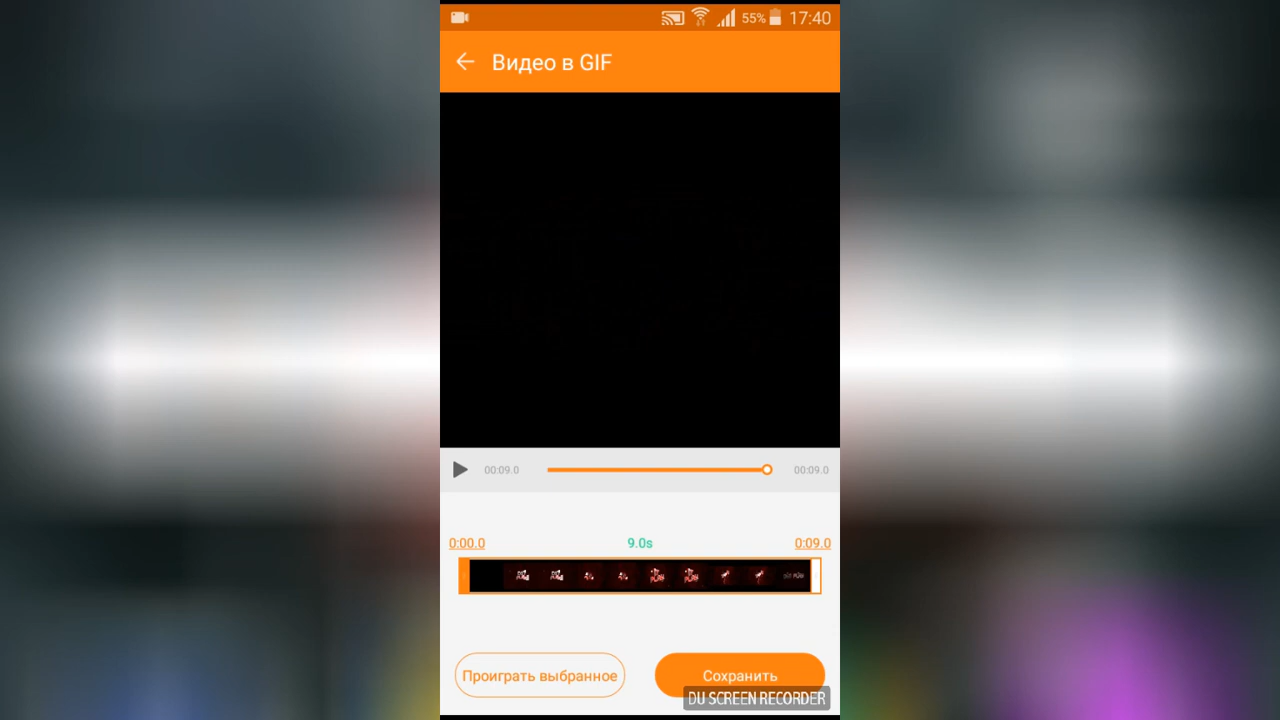 55% 17:40
Видео в GIF
00:09.0 00:09.0
0:00.0 9.0s 0:09.0
Проиграть выбранное Сохранить
DU SCREEN RECORDER